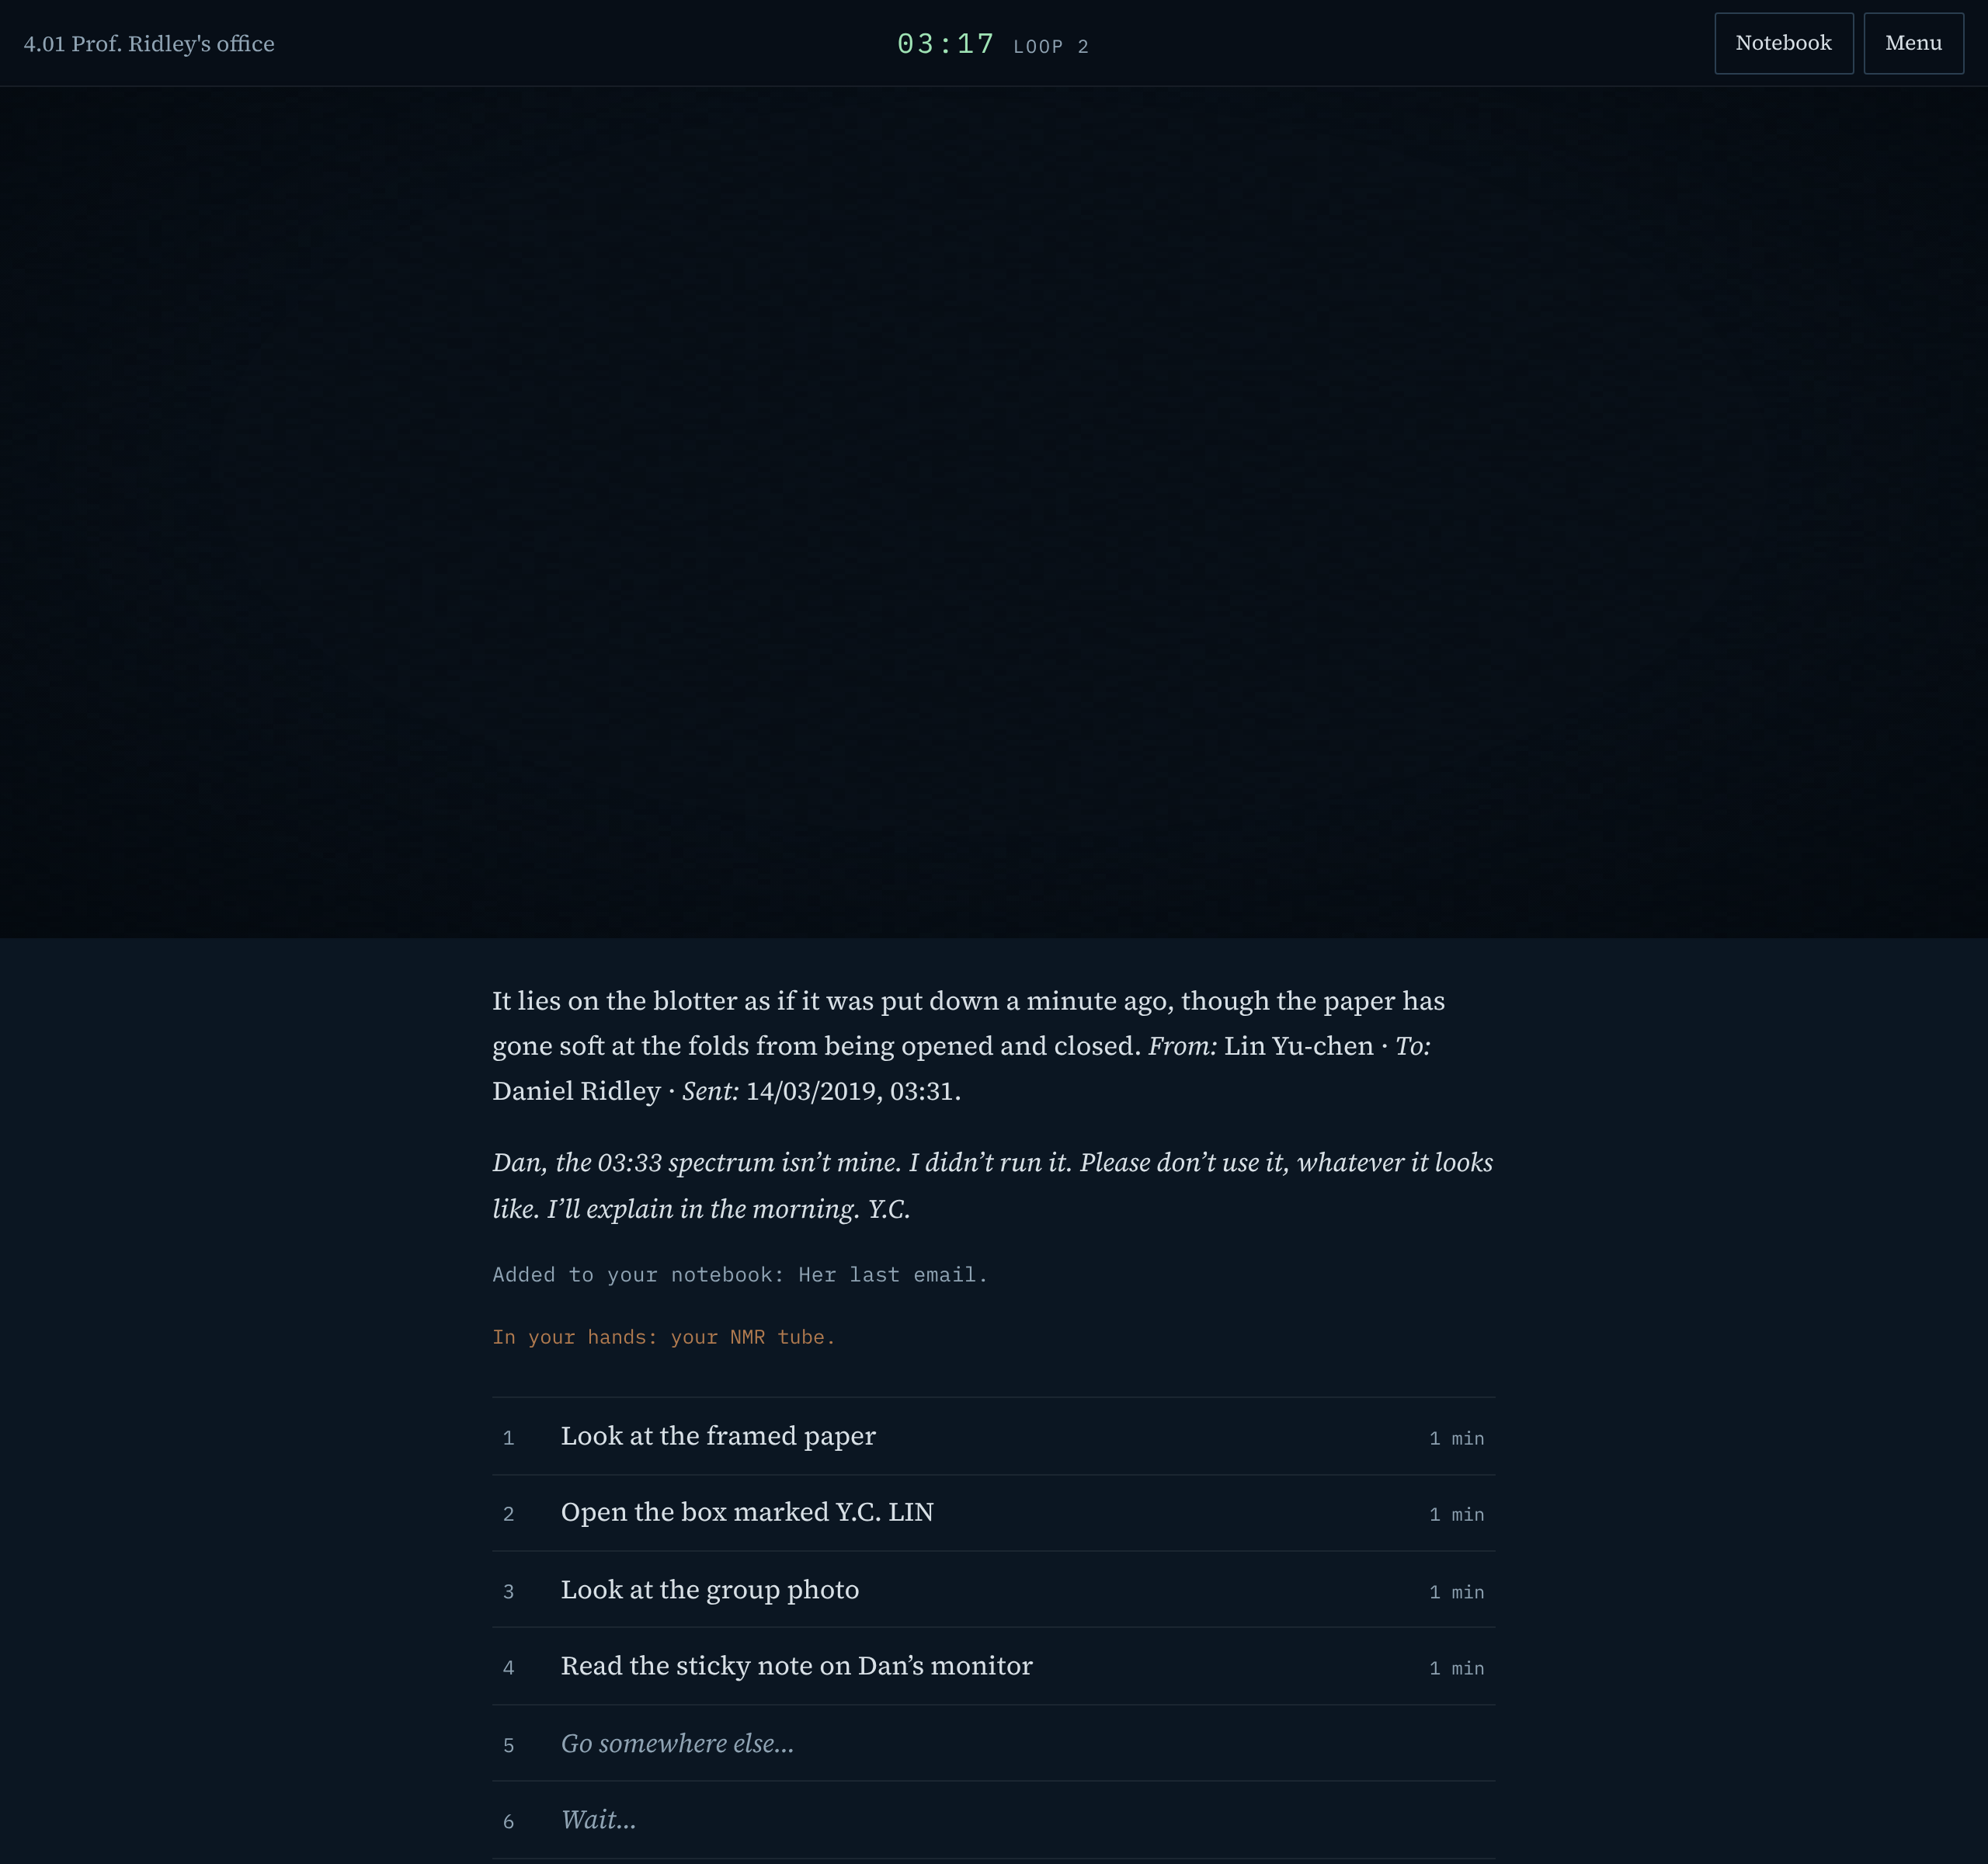 4.01 Prof. Ridley's office
03:17 LOOP 2
Notebook
Menu
It lies on the blotter as if it was put down a minute ago, though the paper has
gone soft at the folds from being opened and closed. From: Lin Yu-chen · To:
Daniel Ridley · Sent: 14/03/2019, 03:31.
Dan, the 03:33 spectrum isn’t mine. I didn’t run it. Please don’t use it, whatever it looks
like. I’ll explain in the morning. Y.C.
Added to your notebook: Her last email.
In your hands: your NMR tube.
1 Look at the framed paper 1 min
2 Open the box marked Y.C. LIN 1 min
3 Look at the group photo 1 min
4 Read the sticky note on Dan’s monitor 1 min
5 Go somewhere else…
6 Wait…